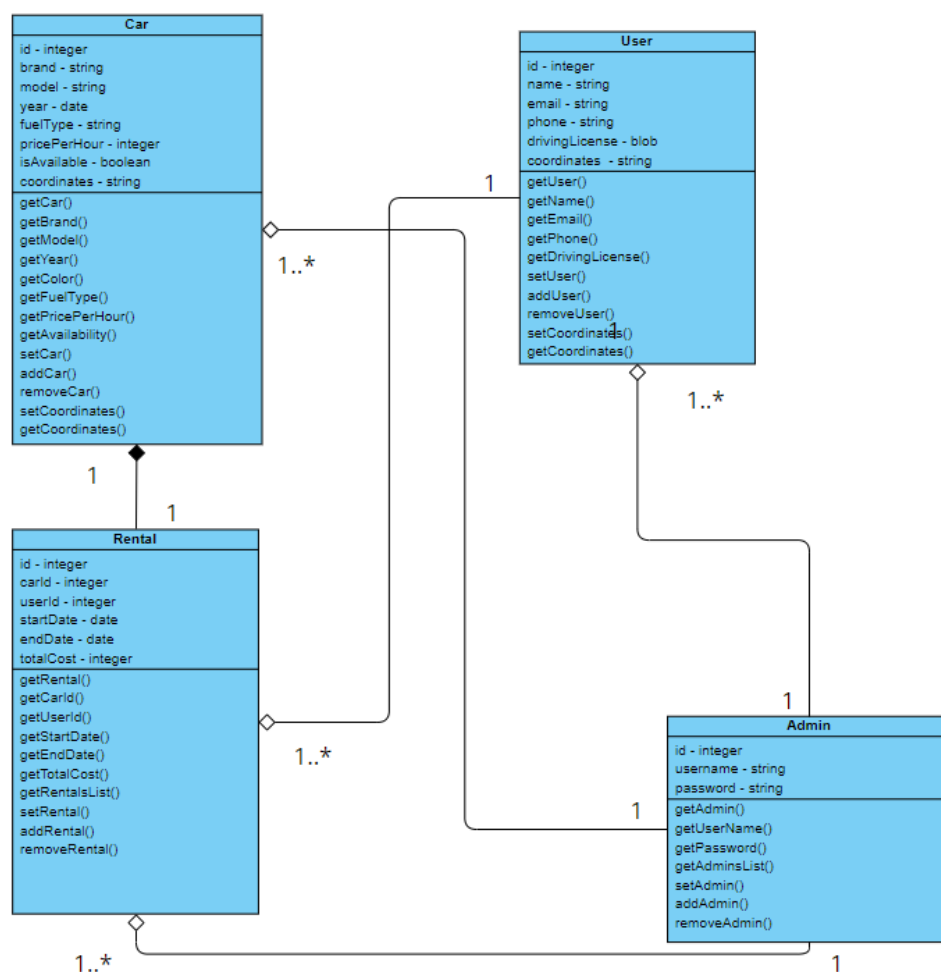 Car
id - integer
brand - string
model - string
year - date
fuelType - string
pricePerHour - integer
isAvailable - boolean
coordinates - string
getCar()
getBrand()
getModel()
getYear()
getColor()
getFuelType()
getPricePerHour()
getAvailability()
setCar()
addCar()
removeCar()
setCoordinates()
getCoordinates()
1..*
1
1
User
id - integer
name - string
email - string
phone - string
drivingLicense - blob
coordinates - string
getUser()
getName()
getEmail()
getPhone()
getDrivingLicense()
setUser()
addUser()
removeUser()
setCoordinates()
1
getCoordinates()
1
1..*
Rental
id - integer
carId - integer
userId - integer
startDate - date
endDate - date
totalCost - integer
getRental()
getCarId()
getUserId()
getStartDate()
getEndDate()
getTotalCost()
getRentalsList()
setRental()
addRental()
removeRental()
1..*
1..*
Admin
id - integer
username - string
password - string
getAdmin()
getUserName()
getPassword()
getAdminsList()
setAdmin()
addAdmin()
removeAdmin()
1
1
1